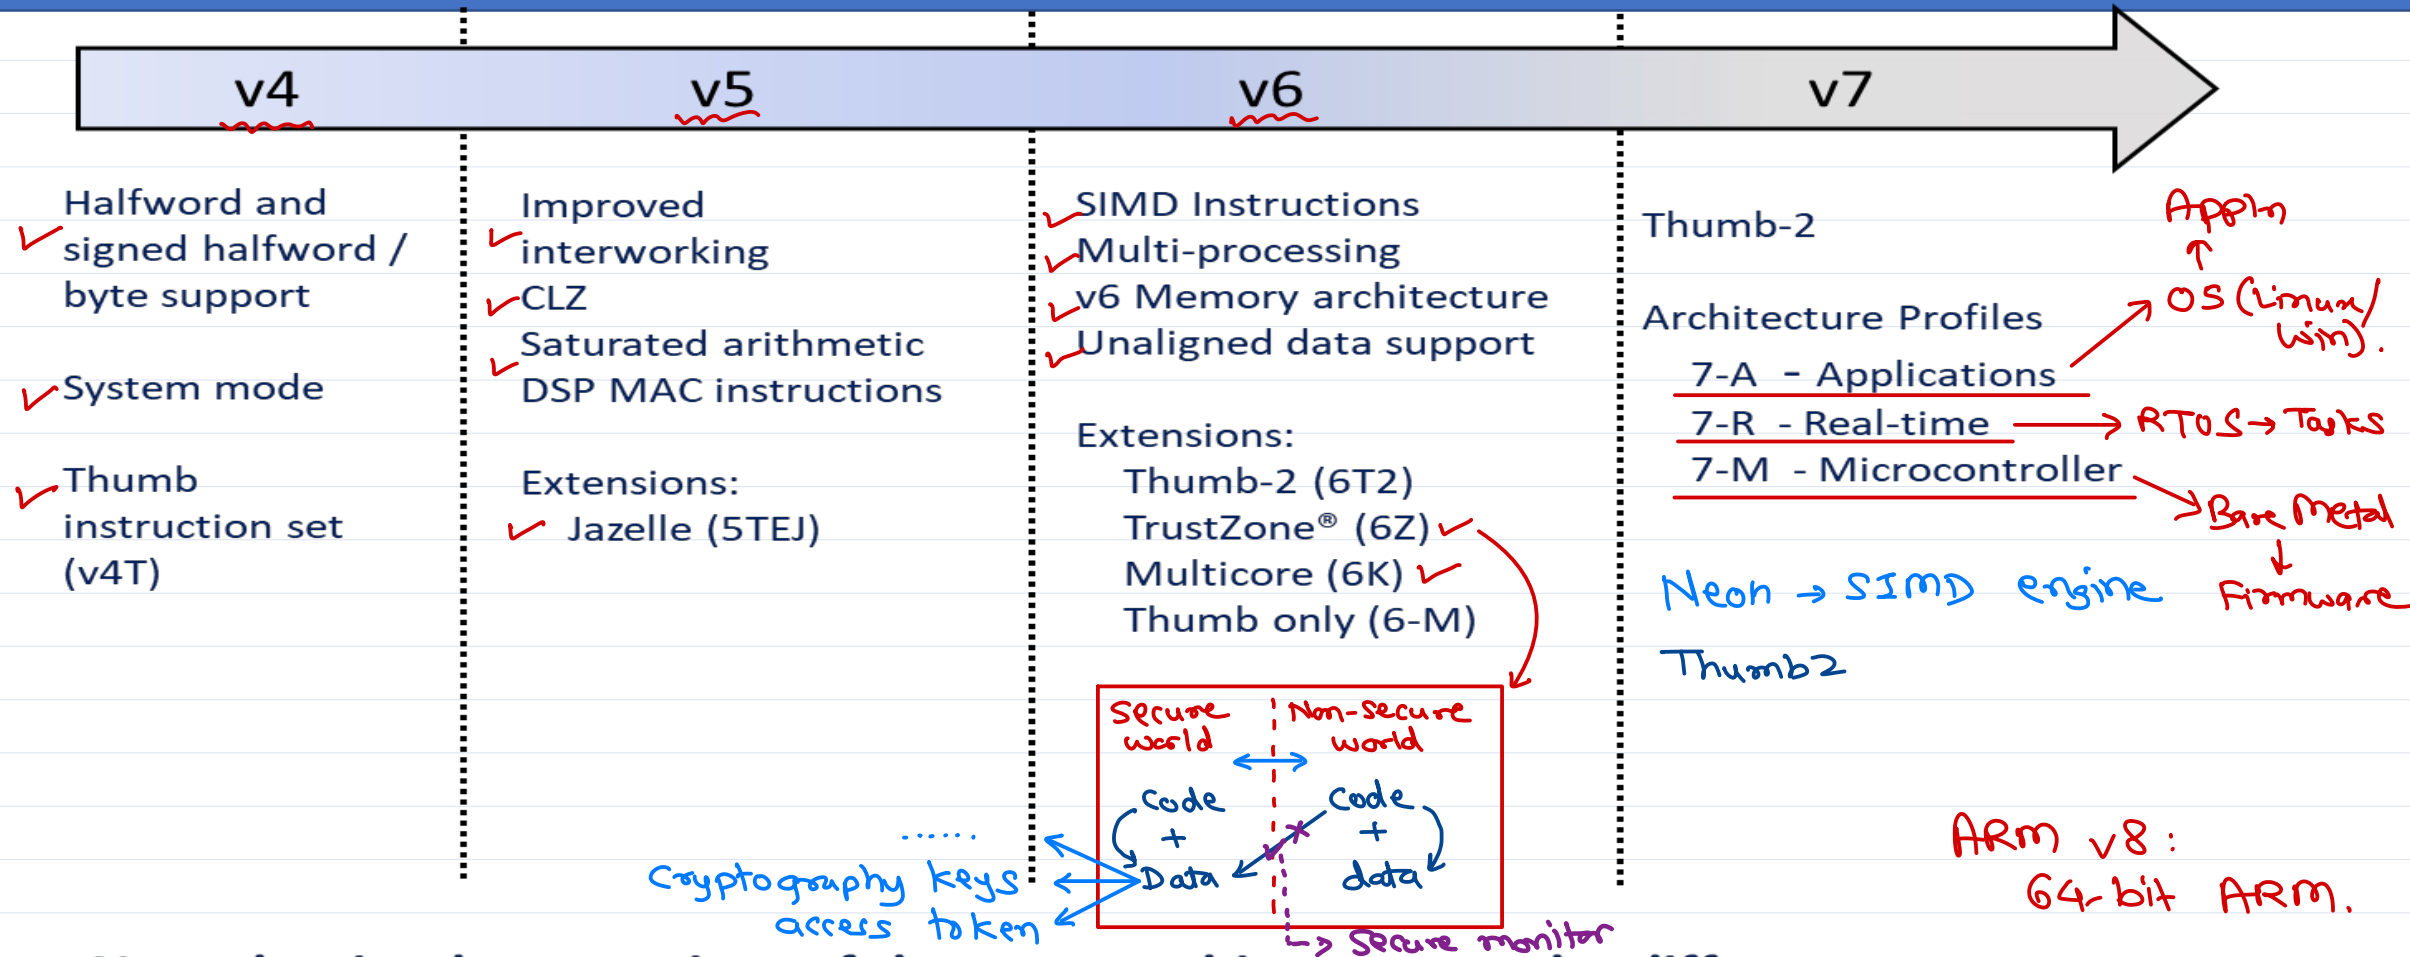 v4
v5
v6
v7
Halfword and
signed halfword /
byte support
System mode
Thumb
instruction set
(v4T)
Improved
interworking
CLZ
Saturated arithmetic
DSP MAC instructions
Extensions:
Jazelle (5TEJ)
SIMD Instructions
Multi-processing
v6 Memory architecture
Unaligned data support
Extensions:
Thumb-2 (6T2)
TrustZone® (6Z)
Multicore (6K)
Thumb only (6-M)
Secure
world
Non-secure
world
Code
+
Data
Code
+
data
......
Cryptography keys
access token
Secure monitor
Thumb-2
Architecture Profiles
7-A - Applications
7-R - Real-time
7-M - Microcontroller
Appln
OS (Linux/
Win).
RTOS → Tasks
Bare Metal
Firmware
Neon → SIMD engine
Thumb2
ARM v8:
64-bit ARM.